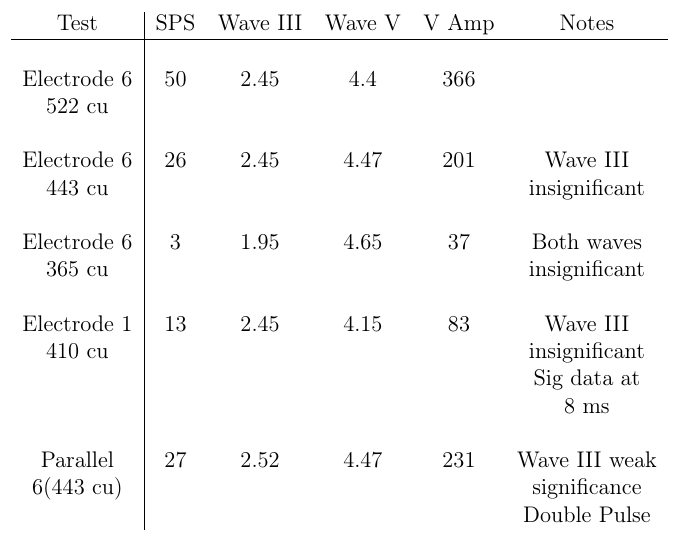 Test SPS Wave III Wave V V Amp Notes
Electrode 6 50 2.45 4.4 366
522 cu
Electrode 6 26 2.45 4.47 201 Wave III
443 cu insignificant
Electrode 6 3 1.95 4.65 37 Both waves
365 cu insignificant
Electrode 1 13 2.45 4.15 83 Wave III
410 cu insignificant
Sig data at
8 ms
Parallel 27 2.52 4.47 231 Wave III weak
6(443 cu) significance
Double Pulse